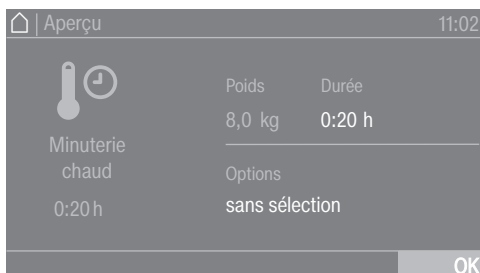 | Aperçu 11:02
Minuterie
chaud
0:20 h
Poids Durée
8,0 kg 0:20 h
Options
sans sélection
OK